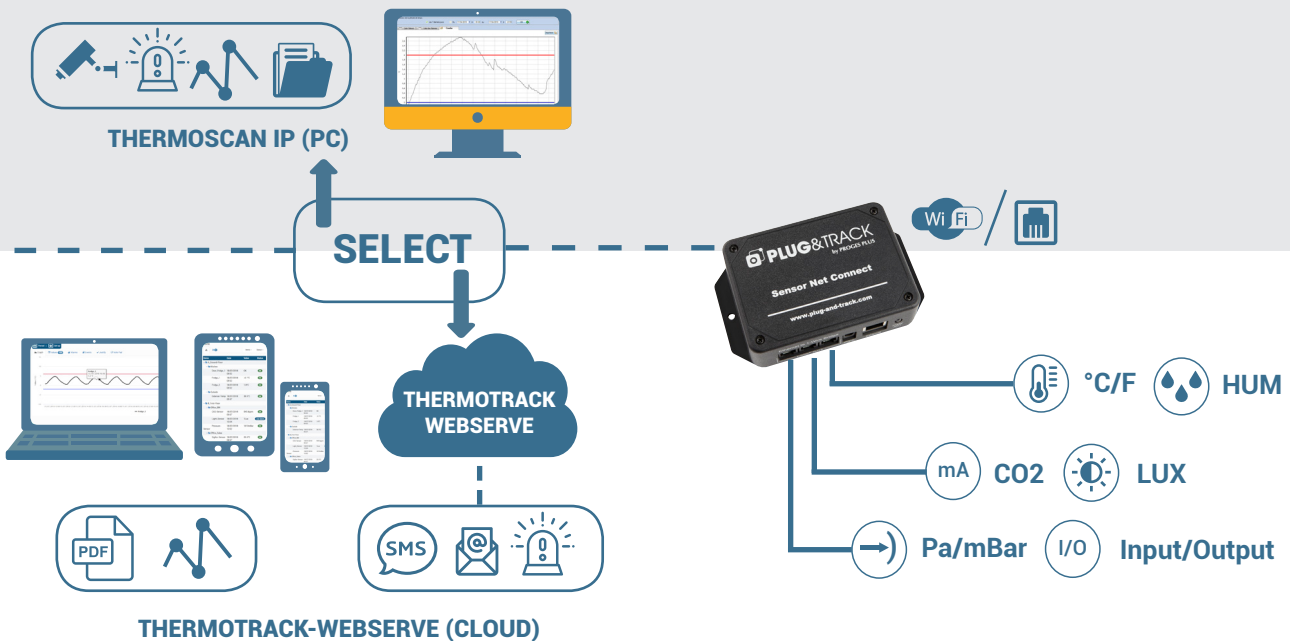 THERMOSCAN IP (PC)
SELECT
Wi Fi
PLUG&TRACK
by PROGES PLUS
Sensor Net Connect
www.plug-and-track.com
THERMOTRACK
WEBSERVE
°C/F
HUM
mA
CO2
LUX
Pa/mBar
I/O
Input/Output
PDF
SMS
@
THERMOTRACK-WEBSERVE (CLOUD)